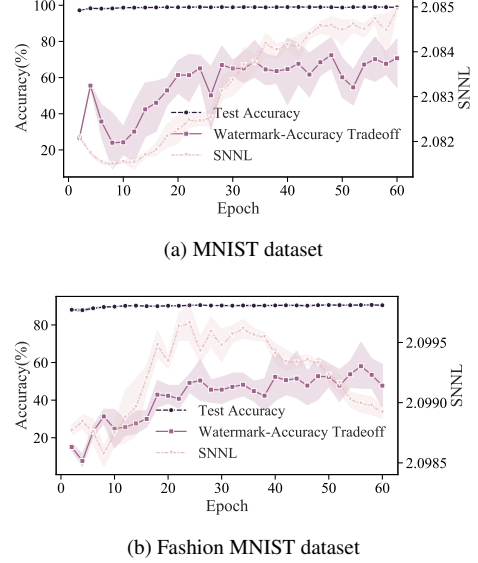 100
80
60
40
20
Accuracy(%)
2.085
2.084
2.083
2.082
SNNL
Test Accuracy
Watermark-Accuracy Tradeoff
SNNL
0 10 20 30 40 50 60
Epoch
(a) MNIST dataset
80
60
40
20
Accuracy(%)
2.0995
2.0990
2.0985
SNNL
Test Accuracy
Watermark-Accuracy Tradeoff
SNNL
0 10 20 30 40 50 60
Epoch
(b) Fashion MNIST dataset